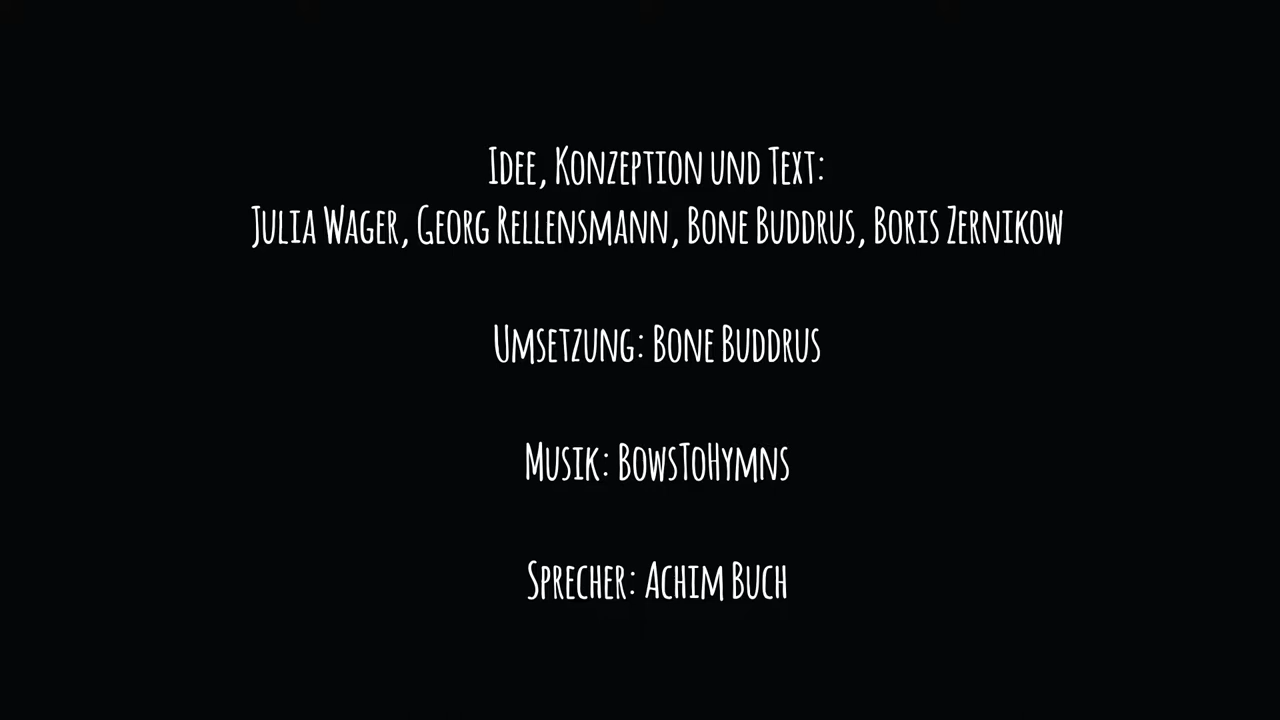 Idee, Konzeption und Text:
Julia Wager, Georg Rellensmann, Bone Buddrus, Boris Zernikow
Umsetzung: Bone Buddrus
Musik: BowsToHymns
Sprecher: Achim Buch